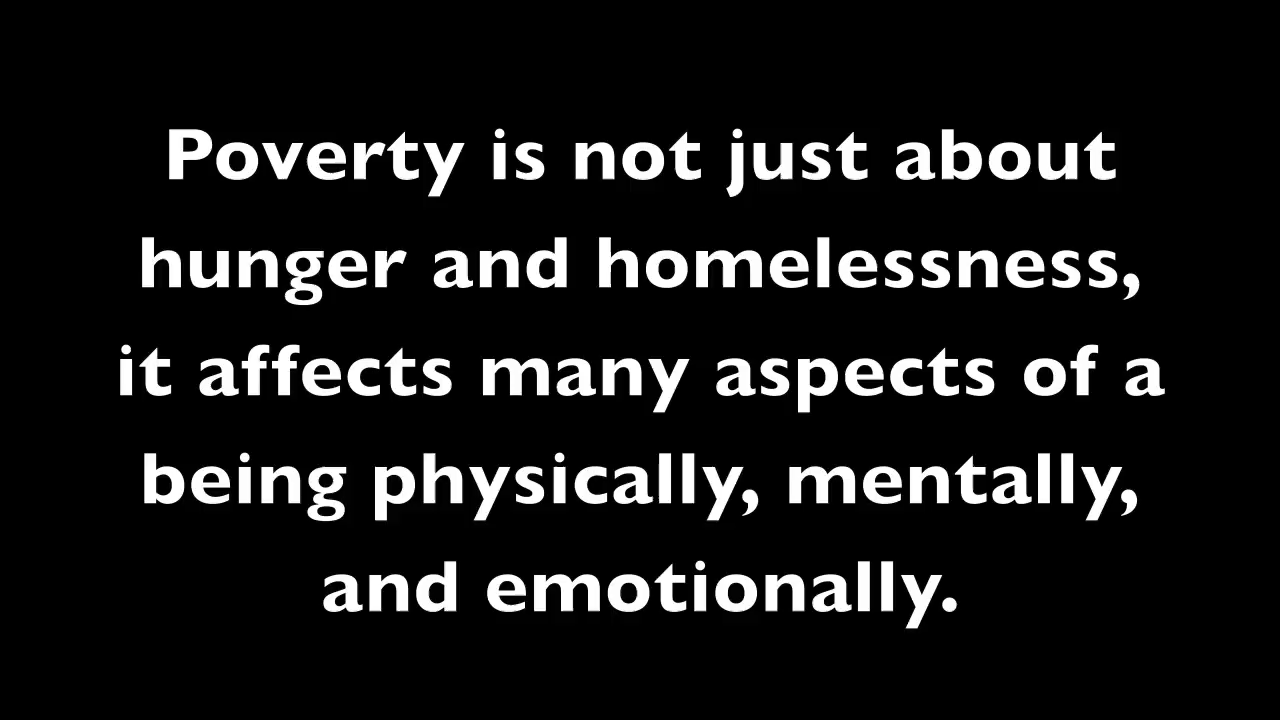 Poverty is not just about
hunger and homelessness,
it affects many aspects of a
being physically, mentally,
and emotionally.